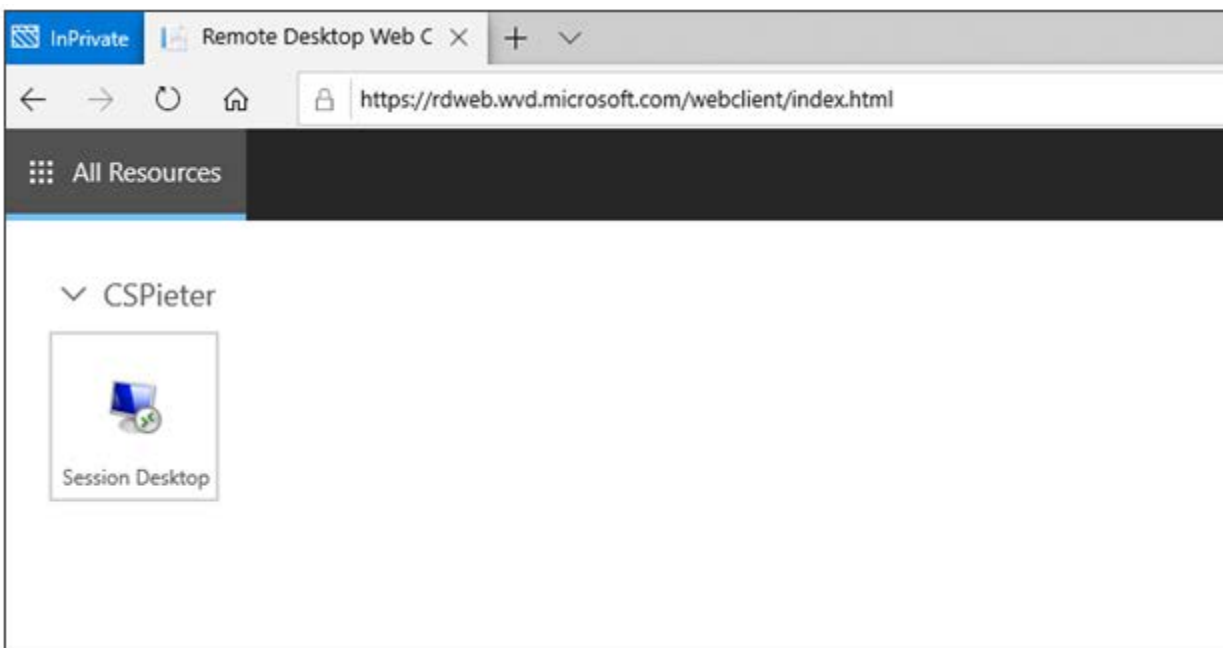 InPrivate
Remote Desktop Web C
https://rdweb.wvd.microsoft.com/webclient/index.html
All Resources
CSPieter
Session Desktop